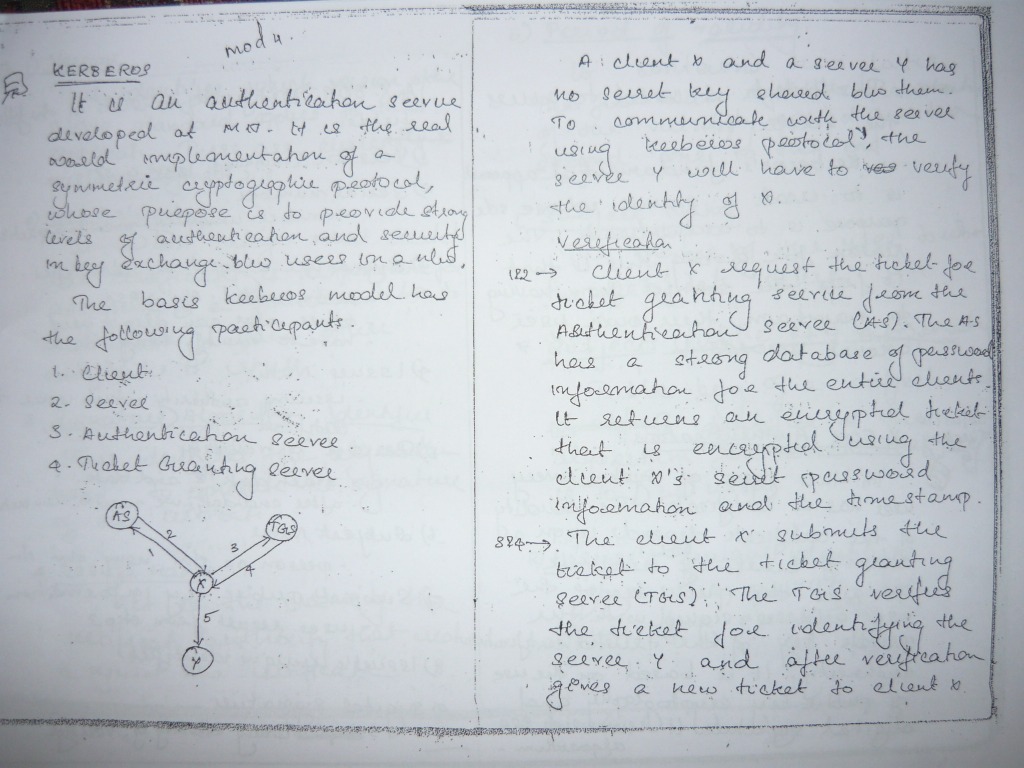 mod 4.
KERBEROS
It is an authentication server
developed at MIT. It is the real
world implementation of a
symmetric cryptographic protocol,
whose purpose is to provide strong
levels of authentication and security
in key exchange b/w users in a n/w.
The basis kerberos model has
the following participants.
1. Client
2. Server
3. Authentication server
4. Ticket Granting server
AS
TGS
1
2
3
4
X
5
Y
A client X and a server Y has
no secret key shared b/w them.
To communicate with the server
using kerberos protocol, the
server Y will have to verify
the identity of X.
Verification
1&2 → Client X request the ticket for
ticket granting service from the
Authentication server (AS). The AS
has a strong database of password
information for the entire clients.
It returns an encrypted ticket
that is encrypted using the
client X's secret password
information and the timestamp.
3&4 → The client X submits the
ticket to the ticket granting
server (TGS). The TGS verifies
the ticket for identifying the
server Y and after verification
gives a new ticket to client X